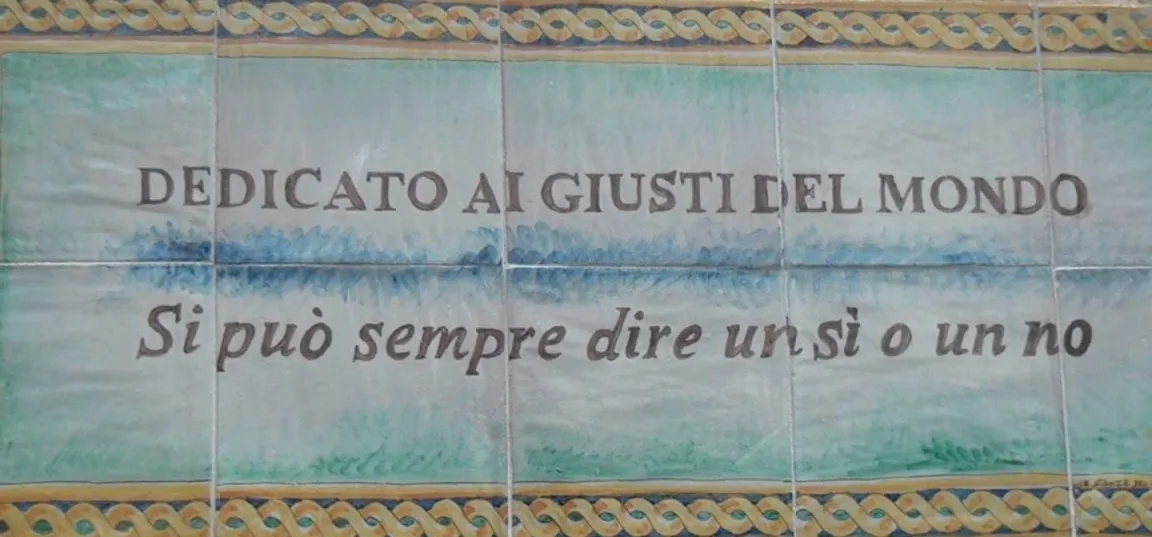 DEDICATO AI GIUSTI DEL MONDO
Si può sempre dire un sì o un no